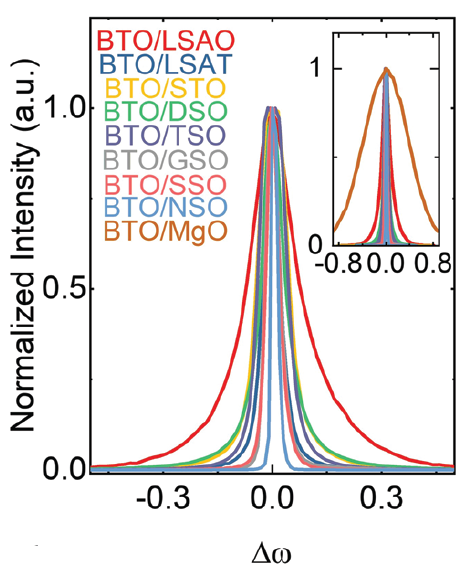 BTO/LSAO
BTO/LSAT
BTO/STO
BTO/DSO
BTO/TSO
BTO/GSO
BTO/SSO
BTO/NSO
BTO/MgO
1
0
-0.8 0.0 0.8
Normalized Intensity (a.u.)
1.0
0.5
0.0
-0.3 0.0 0.3
Δω